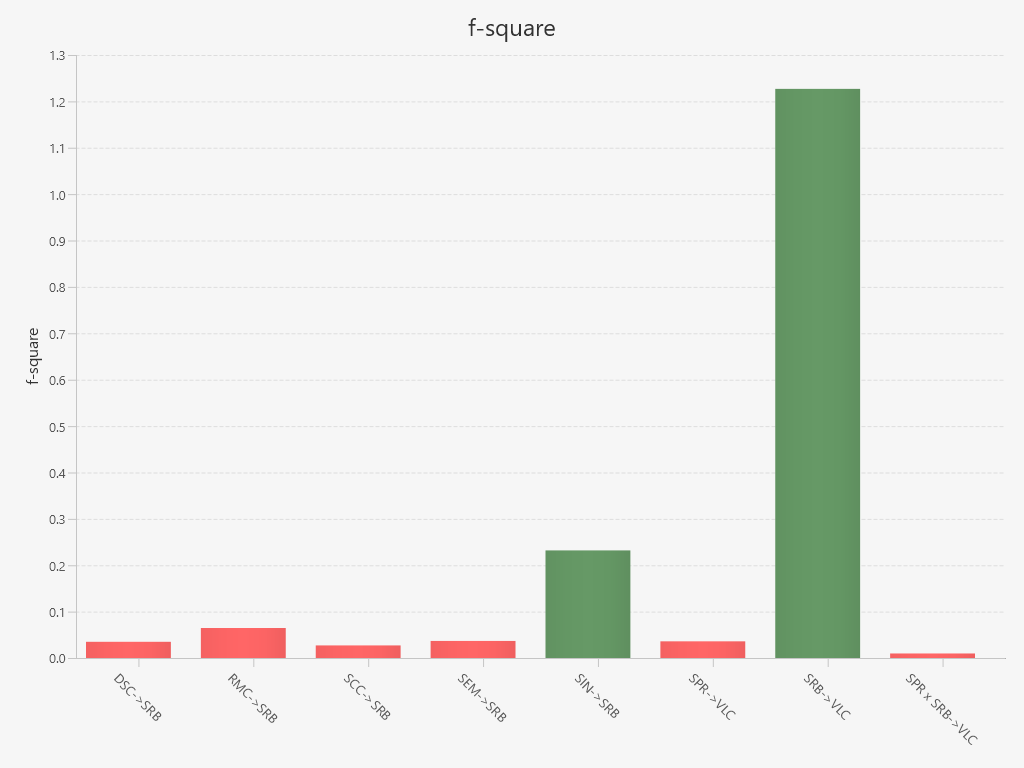 f-square
1.3
1.2
1.1
1.0
0.9
0.8
0.7
0.6
0.5
0.4
0.3
0.2
0.1
0.0
f-square
DSC->SRB
RMC->SRB
SCC->SRB
SEM->SRB
SIN->SRB
SPR->VLC
SRB->VLC
SPR x SRB->VLC